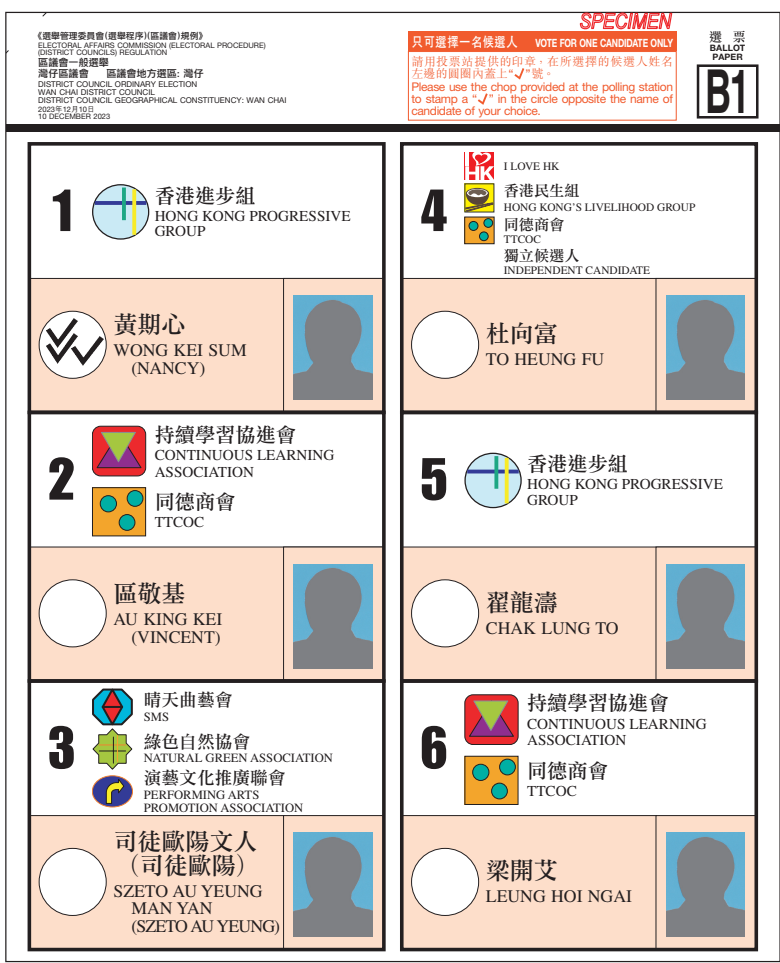 《選舉管理委員會(選舉程序)(區議會)規例》
ELECTORAL AFFAIRS COMMISSION (ELECTORAL PROCEDURE)
(DISTRICT COUNCILS) REGULATION
區議會一般選舉
灣仔區議會 區議會地方選區: 灣仔
DISTRICT COUNCIL ORDINARY ELECTION
WAN CHAI DISTRICT COUNCIL
DISTRICT COUNCIL GEOGRAPHICAL CONSTITUENCY: WAN CHAI
2023年12月10日
10 DECEMBER 2023
SPECIMEN
只可選擇一名候選人 VOTE FOR ONE CANDIDATE ONLY
請用投票站提供的印章﹐在所選擇的候選人姓名
左邊的圓圈內蓋上“✓”號。
Please use the chop provided at the polling station
to stamp a “✓” in the circle opposite the name of
candidate of your choice.
選 票
BALLOT
PAPER
B1
1
香港進步組
HONG KONG PROGRESSIVE
GROUP
黃期心
WONG KEI SUM
(NANCY)
2
持續學習協進會
CONTINUOUS LEARNING
ASSOCIATION
同德商會
TTCOC
區敬基
AU KING KEI
(VINCENT)
3
晴天曲藝會
SMS
綠色自然協會
NATURAL GREEN ASSOCIATION
演藝文化推廣聯會
PERFORMING ARTS
PROMOTION ASSOCIATION
司徒歐陽文人
(司徒歐陽)
SZETO AU YEUNG
MAN YAN
(SZETO AU YEUNG)
4
I HK
I LOVE HK
香港民生組
HONG KONG'S LIVELIHOOD GROUP
同德商會
TTCOC
獨立候選人
INDEPENDENT CANDIDATE
杜向富
TO HEUNG FU
5
香港進步組
HONG KONG PROGRESSIVE
GROUP
翟龍濤
CHAK LUNG TO
6
持續學習協進會
CONTINUOUS LEARNING
ASSOCIATION
同德商會
TTCOC
梁開艾
LEUNG HOI NGAI